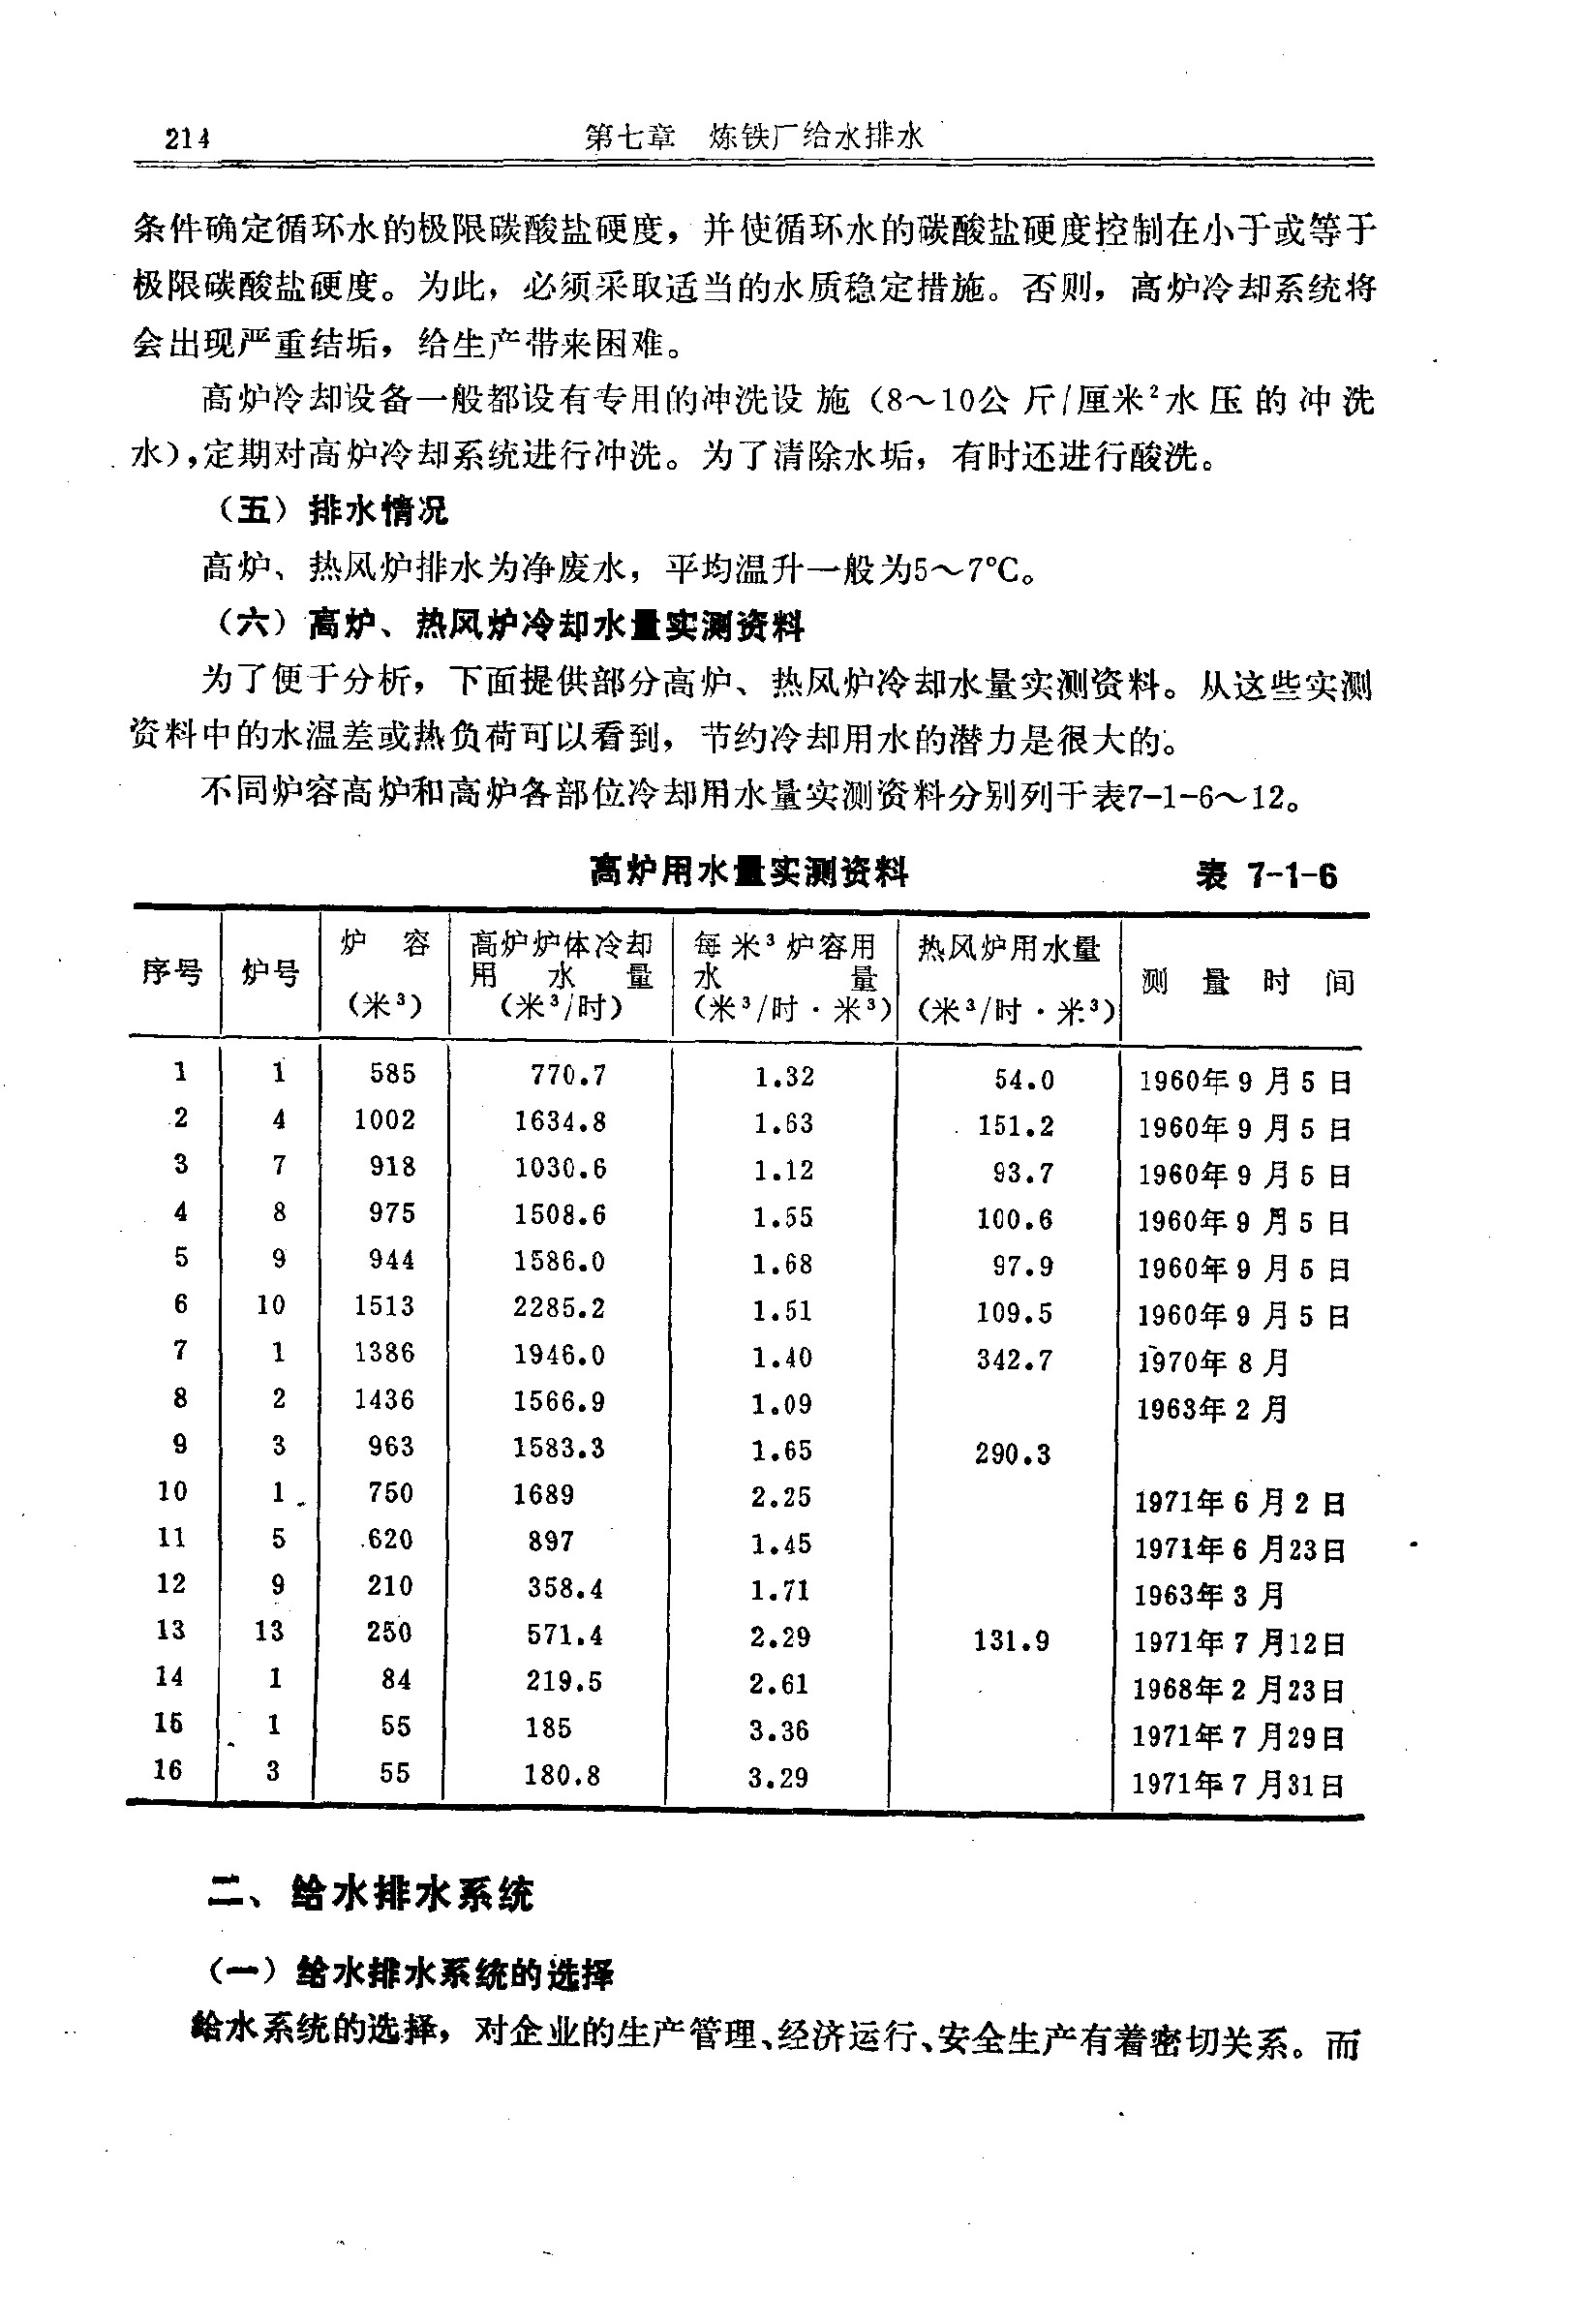 214 第七章 炼铁厂给水排水
条件确定循环水的极限碳酸盐硬度，并使循环水的碳酸盐硬度控制在小于或等于
极限碳酸盐硬度。为此，必须采取适当的水质稳定措施。否则，高炉冷却系统将
会出现严重结垢，给生产带来困难。
高炉冷却设备一般都设有专用的冲洗设施（8～10公斤/厘米²水压的冲洗
水），定期对高炉冷却系统进行冲洗。为了清除水垢，有时还进行酸洗。
（五）排水情况
高炉、热风炉排水为净废水，平均温升一般为5～7℃。
（六）高炉、热风炉冷却水量实测资料
为了便于分析，下面提供部分高炉、热风炉冷却水量实测资料。从这些实测
资料中的水温差或热负荷可以看到，节约冷却用水的潜力是很大的。
不同炉容高炉和高炉各部位冷却用水量实测资料分别列于表7-1-6～12。
高炉用水量实测资料 表 7-1-6
序号 炉号 炉容（米³） 高炉炉体冷却用水量（米³/时） 每米³炉容用水量（米³/时·米³） 热风炉用水量（米³/时·米³） 测量时间
1 1 585 770.7 1.32 54.0 1960年9月5日
2 4 1002 1634.8 1.63 151.2 1960年9月5日
3 7 918 1030.6 1.12 93.7 1960年9月5日
4 8 975 1508.6 1.55 100.6 1960年9月5日
5 9 944 1586.0 1.68 97.9 1960年9月5日
6 10 1513 2285.2 1.51 109.5 1960年9月5日
7 1 1386 1946.0 1.40 342.7 1970年8月
8 2 1436 1566.9 1.09 1963年2月
9 3 963 1583.3 1.65 290.3
10 1 750 1689 2.25 1971年6月2日
11 5 620 897 1.45 1971年6月23日
12 9 210 358.4 1.71 1963年3月
13 13 250 571.4 2.29 131.9 1971年7月12日
14 1 84 219.5 2.61 1968年2月23日
15 1 55 185 3.36 1971年7月29日
16 3 55 180.8 3.29 1971年7月31日
二、给水排水系统
（一）给水排水系统的选择
给水系统的选择，对企业的生产管理、经济运行、安全生产有着密切关系。而